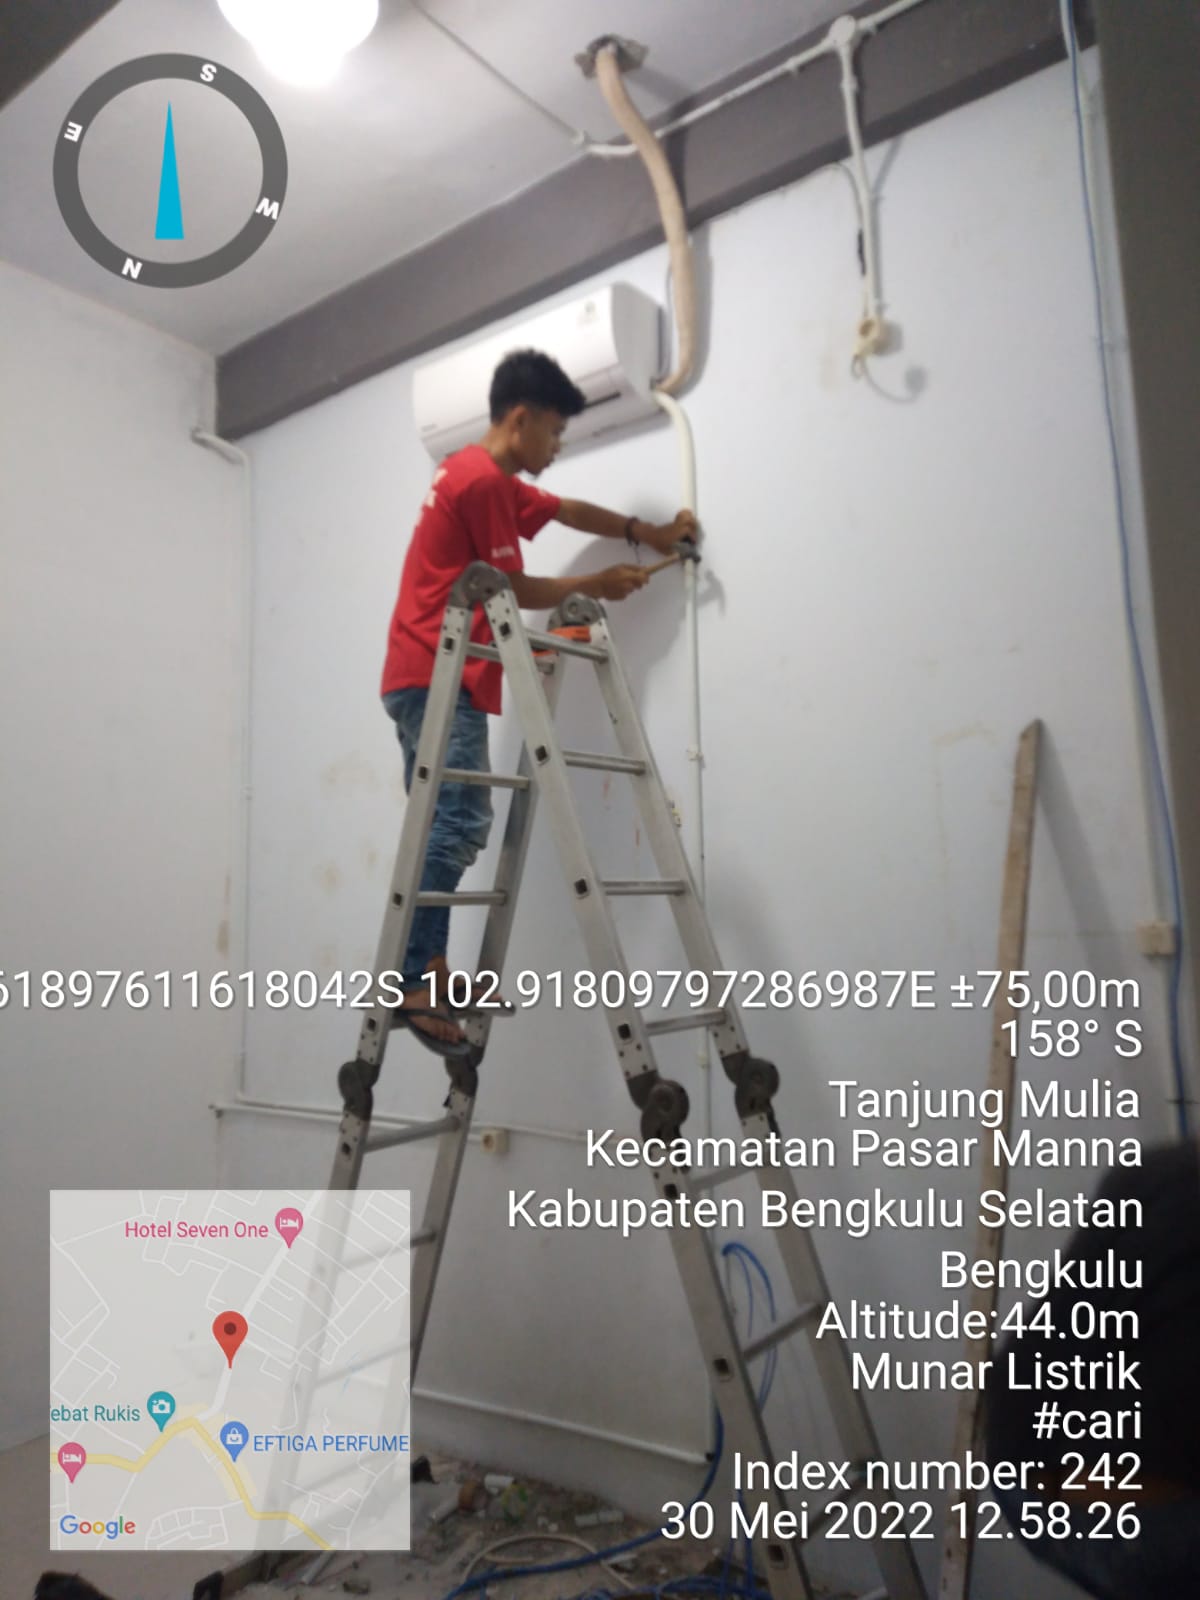 S
E
W
N
61897611618042S 102.91809797286987E ±75,00m
158° S
Tanjung Mulia
Kecamatan Pasar Manna
Kabupaten Bengkulu Selatan
Bengkulu
Altitude:44.0m
Munar Listrik
#cari
Index number: 242
30 Mei 2022 12.58.26
Hotel Seven One
ebat Rukis
EFTIGA PERFUME
Google